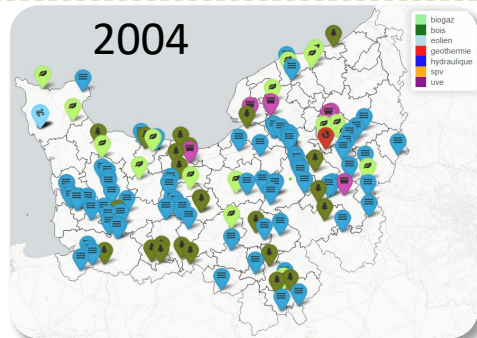 2004
biogaz
bois
eolien
geothermie
hydraulique
spv
uve